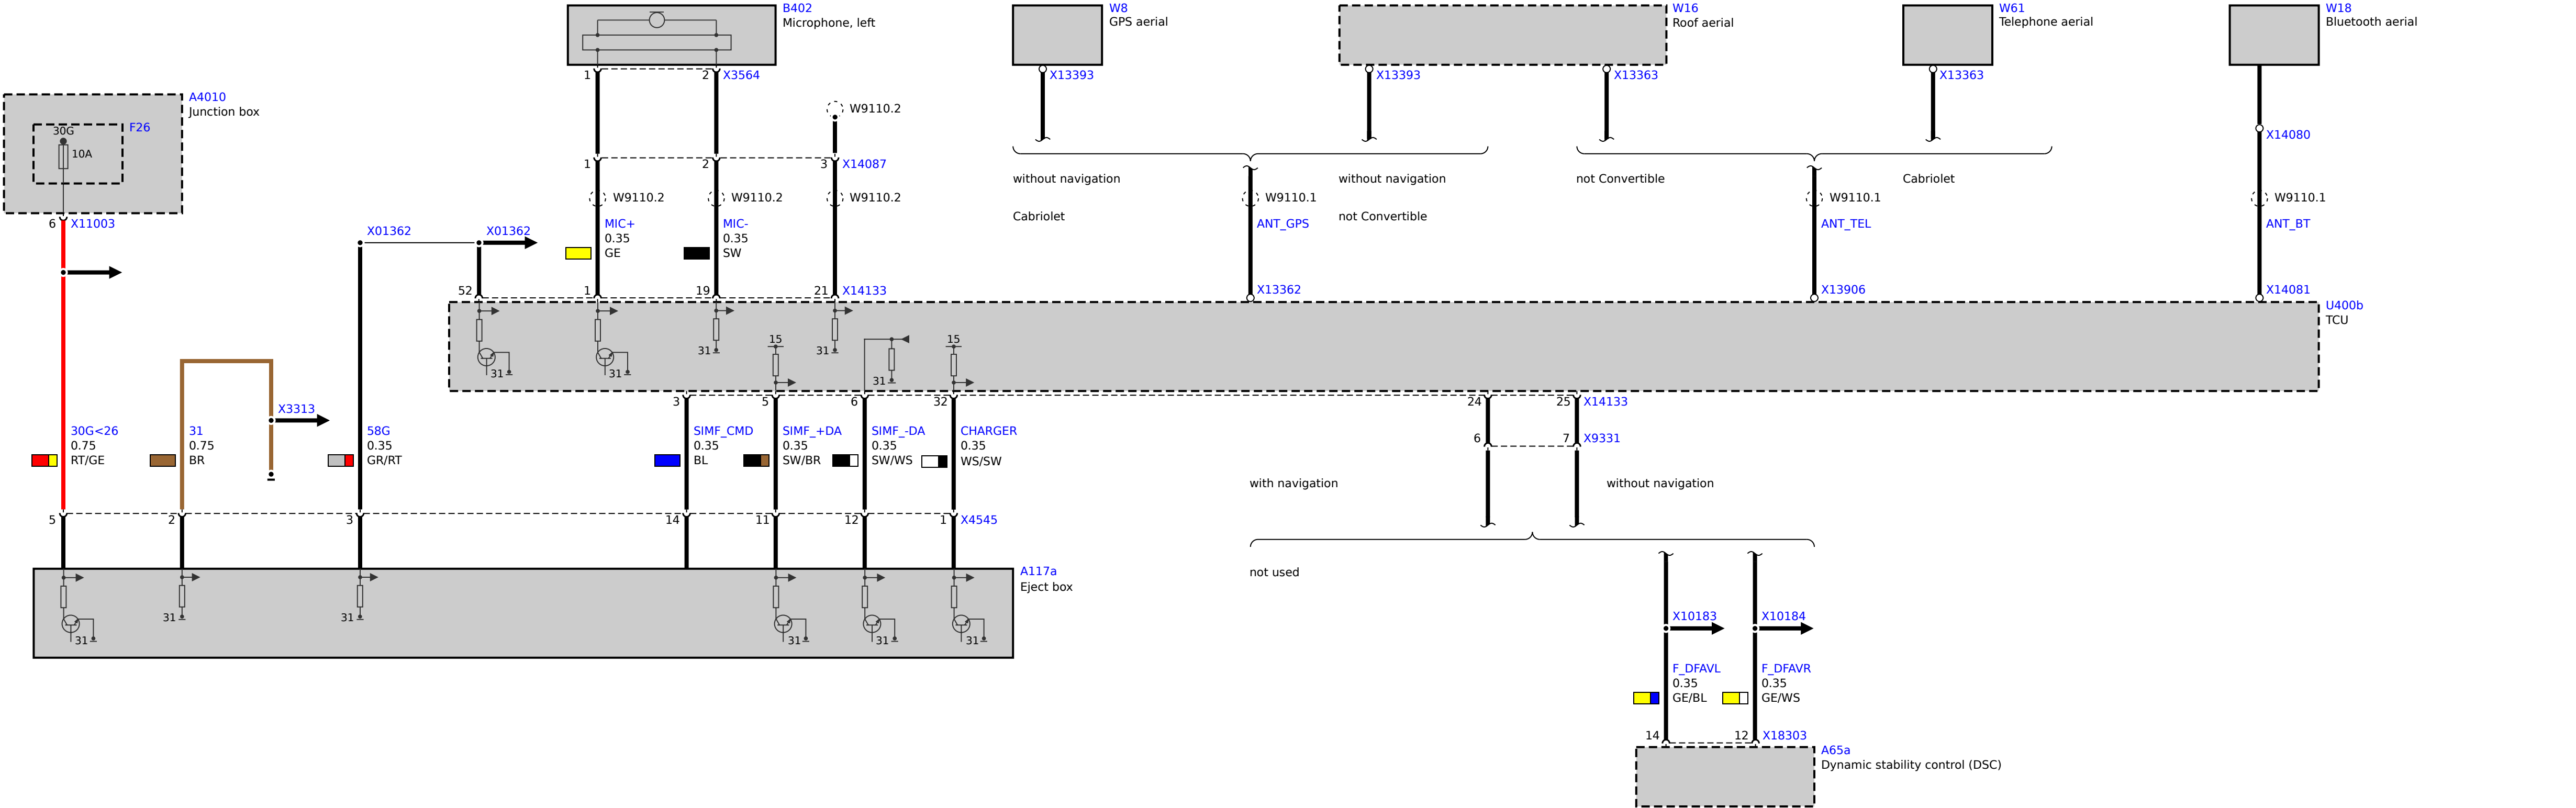 B402
Microphone, left
W8
GPS aerial
W16
Roof aerial
W61
Telephone aerial
W18
Bluetooth aerial
1
2
X3564
X13393
X13393
X13363
X13363
A4010
Junction box
W9110.2
30G
F26
10A
X14080
1
2
3
X14087
without navigation
without navigation
not Convertible
Cabriolet
W9110.2
W9110.2
W9110.2
W9110.1
W9110.1
W9110.1
Cabriolet
not Convertible
6
X11003
MIC+
0.35
GE
MIC-
0.35
SW
ANT_GPS
ANT_TEL
ANT_BT
X01362
X01362
52
1
19
21
X14133
X13362
X13906
X14081
U400b
TCU
15
15
31
31
31
31
31
3
5
6
32
24
25
X14133
X3313
30G<26
0.75
RT/GE
31
0.75
BR
58G
0.35
GR/RT
SIMF_CMD
0.35
BL
SIMF_+DA
0.35
SW/BR
SIMF_-DA
0.35
SW/WS
CHARGER
0.35
WS/SW
6
7
X9331
with navigation
without navigation
5
2
3
14
11
12
1
X4545
A117a
Eject box
not used
31
31
31
31
31
31
X10183
X10184
F_DFAVL
0.35
GE/BL
F_DFAVR
0.35
GE/WS
14
12
X18303
A65a
Dynamic stability control (DSC)